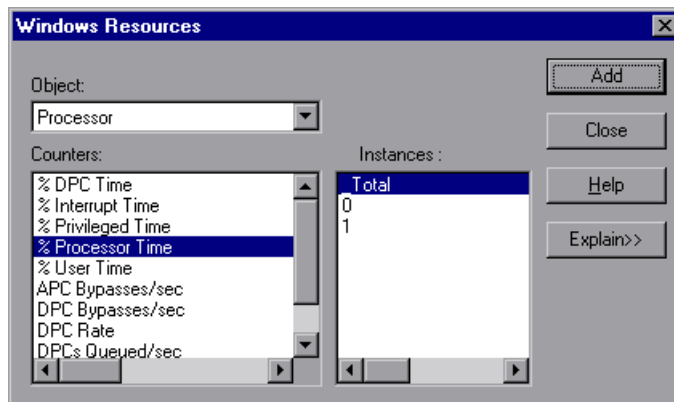 Windows Resources
Object:
Processor
Counters:
% DPC Time
% Interrupt Time
% Privileged Time
% Processor Time
% User Time
APC Bypasses/sec
DPC Bypasses/sec
DPC Rate
DPCs Queued/sec
Instances :
_Total
0
1
Add
Close
Help
Explain>>